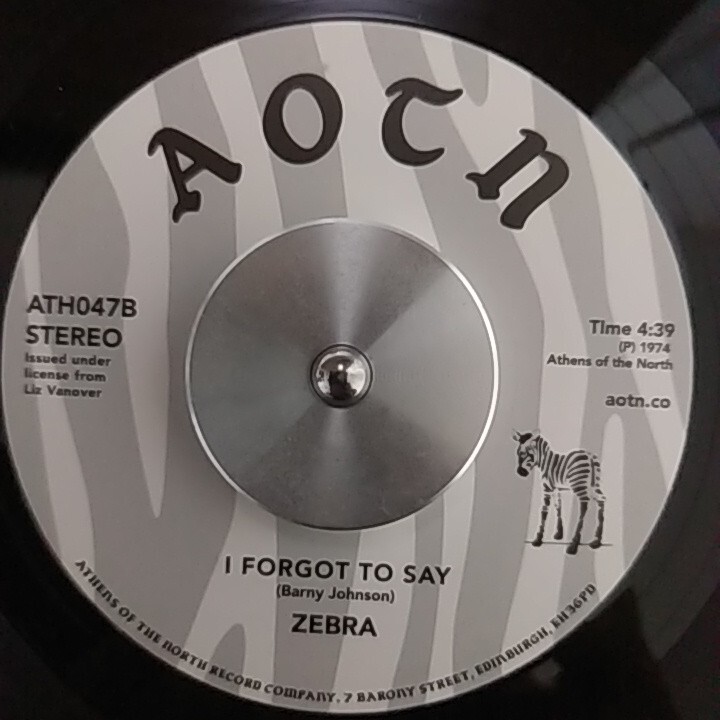 AOTN
ATH047B
STEREO
Issued under
license from
Liz Vanover
TIme 4:39
(P) 1974
Athens of the North
aotn.co
I FORGOT TO SAY
(Barny Johnson)
ZEBRA
ATHENS OF THE NORTH RECORD COMPANY, 7 BARONY STREET, EDINBURGH, EH36PD